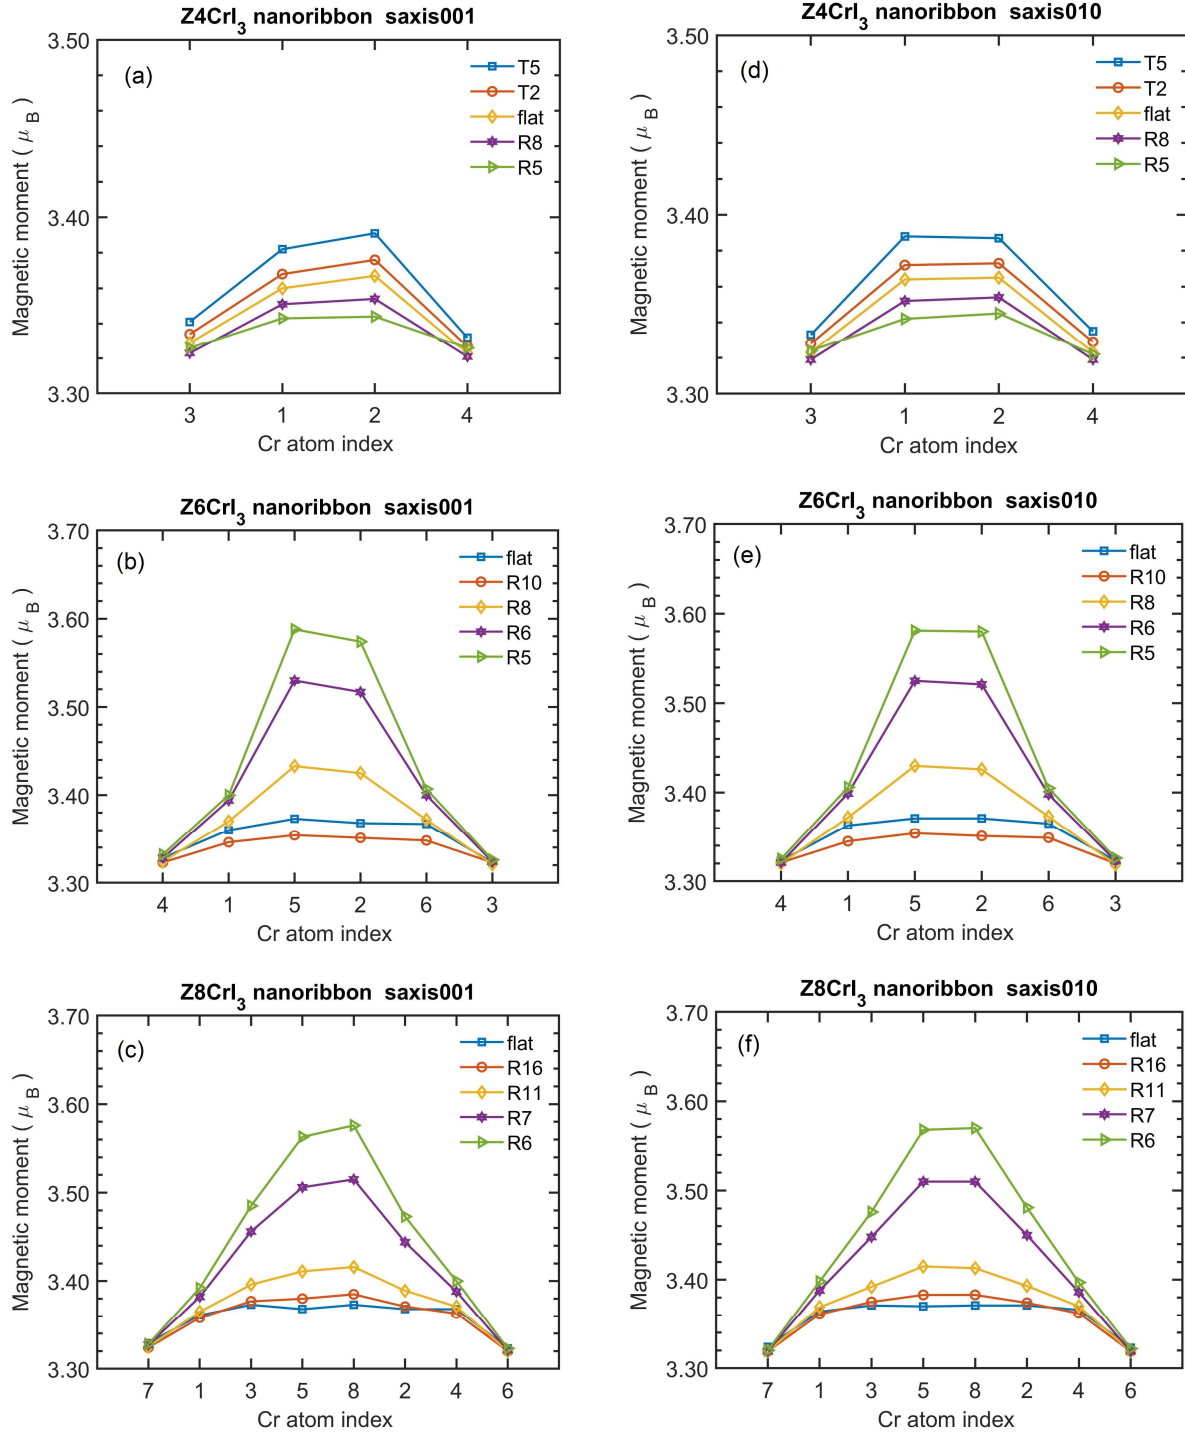 Z4CrI3 nanoribbon saxis001
(a)
T5
T2
flat
R8
R5
3.50
3.40
3.30
Magnetic moment ( μ B )
3 1 2 4
Cr atom index
Z4CrI3 nanoribbon saxis010
(d)
T5
T2
flat
R8
R5
3.50
3.40
3.30
Magnetic moment ( μ B )
3 1 2 4
Cr atom index
Z6CrI3 nanoribbon saxis001
(b)
flat
R10
R8
R6
R5
3.70
3.60
3.50
3.40
3.30
Magnetic moment ( μ B )
4 1 5 2 6 3
Cr atom index
Z6CrI3 nanoribbon saxis010
(e)
flat
R10
R8
R6
R5
3.70
3.60
3.50
3.40
3.30
Magnetic moment ( μ B )
4 1 5 2 6 3
Cr atom index
Z8CrI3 nanoribbon saxis001
(c)
flat
R16
R11
R7
R6
3.70
3.60
3.50
3.40
3.30
Magnetic moment ( μ B )
7 1 3 5 8 2 4 6
Cr atom index
Z8CrI3 nanoribbon saxis010
(f)
flat
R16
R11
R7
R6
3.70
3.60
3.50
3.40
3.30
Magnetic moment ( μ B )
7 1 3 5 8 2 4 6
Cr atom index